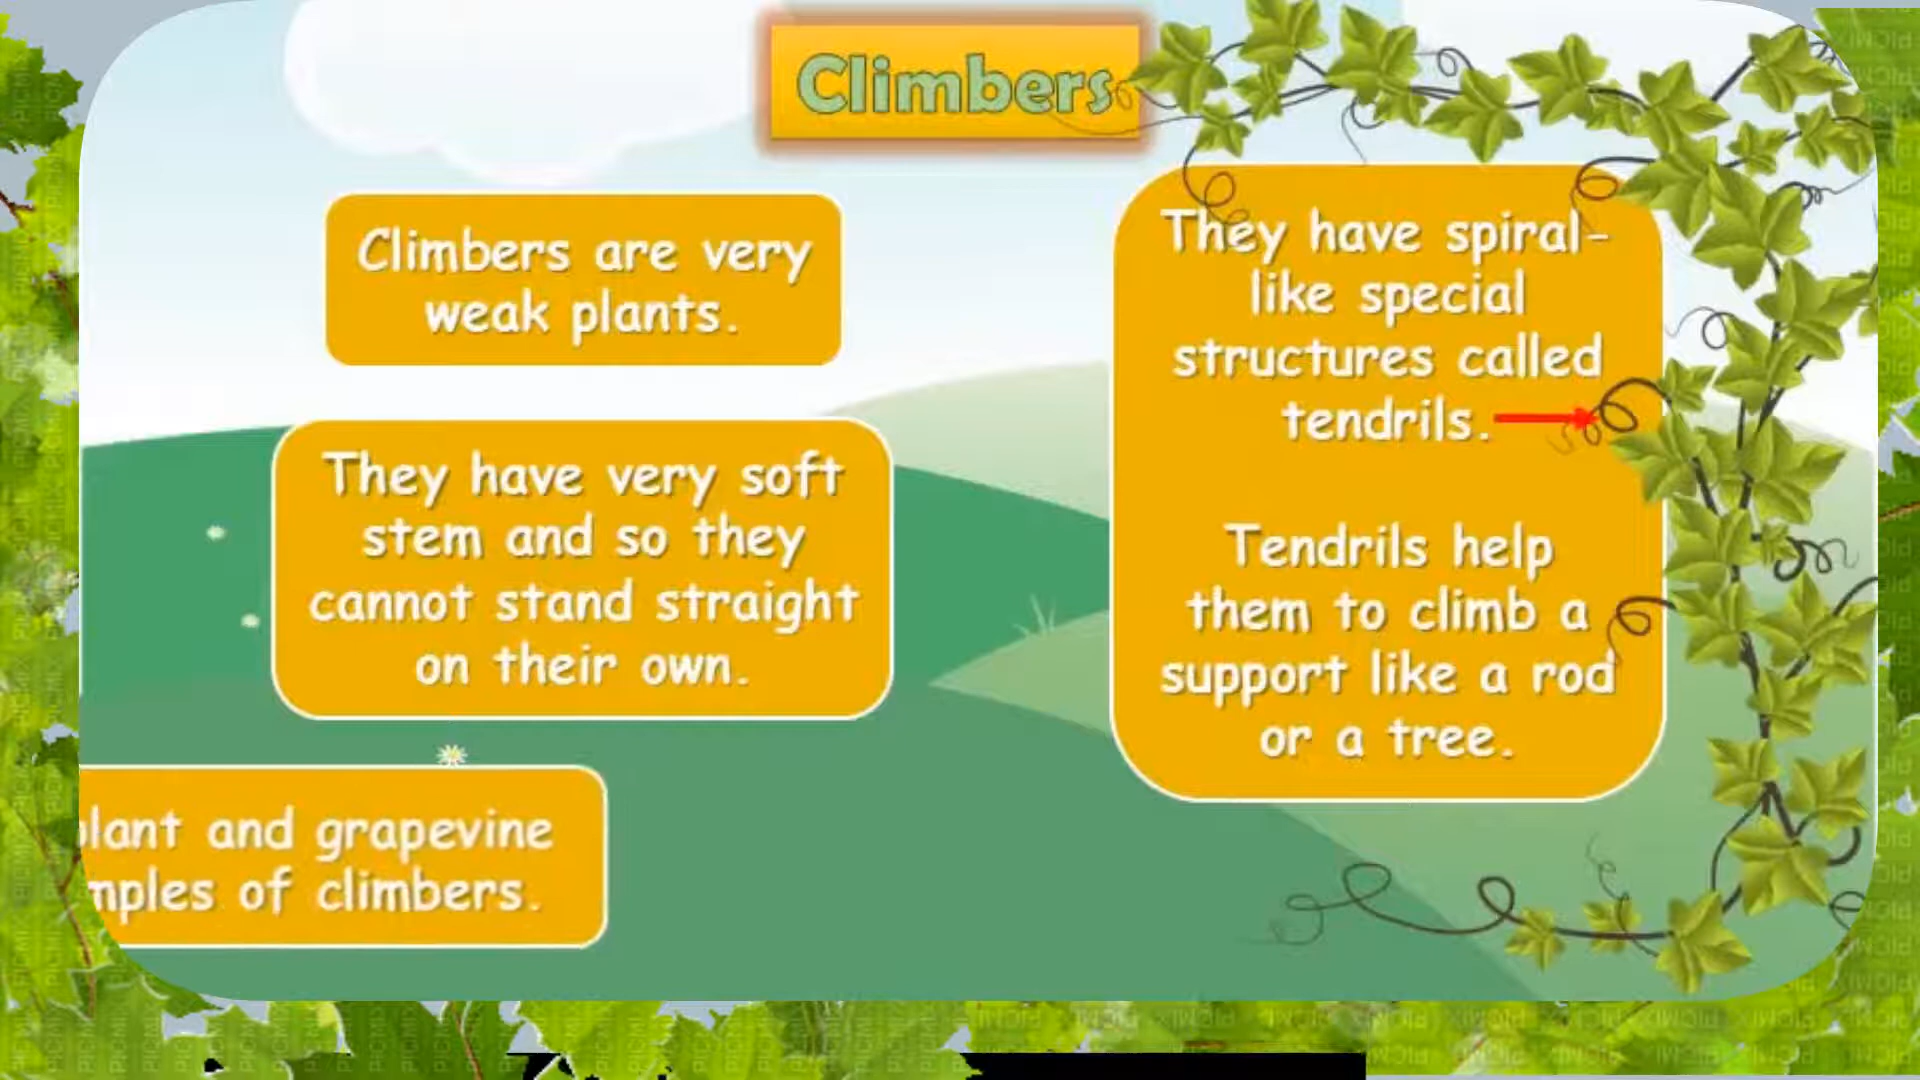 Climbers
Climbers are very
weak plants.
They have very soft
stem and so they
cannot stand straight
on their own.
and grapevine
of climbers.
They have spiral-
like special
structures called
tendrils.
Tendrils help
them to climb a
support like a rod
or a tree.